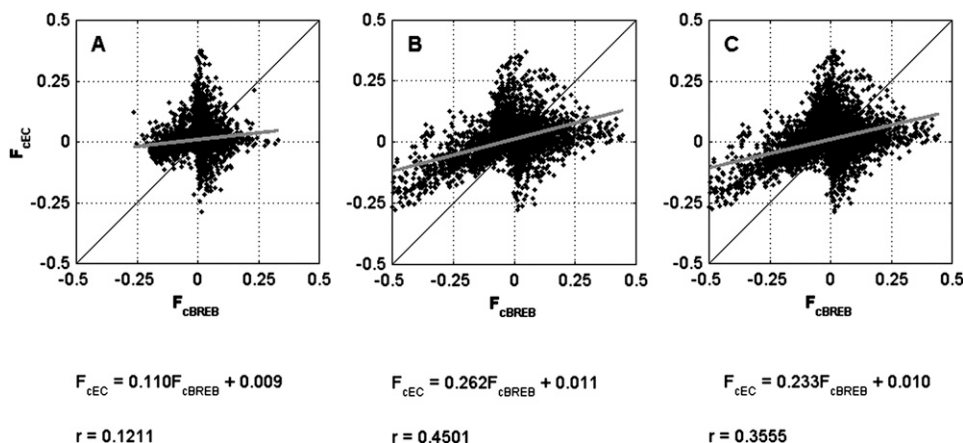 A
B
C
0.5
0.25
0
-0.25
-0.5
F_cEC
-0.5 -0.25 0 0.25 0.5
F_cBREB
0.5
0.25
0
-0.25
-0.5
-0.5 -0.25 0 0.25 0.5
F_cBREB
0.5
0.25
0
-0.25
-0.5
-0.5 -0.25 0 0.25 0.5
F_cBREB
F_cEC = 0.110F_cBREB + 0.009
F_cEC = 0.262F_cBREB + 0.011
F_cEC = 0.233F_cBREB + 0.010
r = 0.1211
r = 0.4501
r = 0.3555